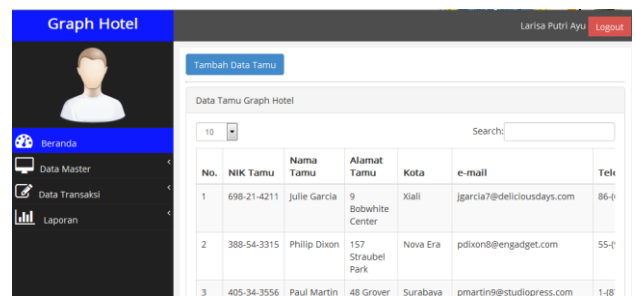 Graph Hotel
Larisa Putri Ayu Logout
Tambah Data Tamu
Data Tamu Graph Hotel
Beranda
Data Master
Data Transaksi
Laporan
10 Search:
No. NIK Tamu Nama Tamu Alamat Tamu Kota e-mail
1 698-21-4211 Julie Garcia 9 Bobwhite Center Xiali jgarcia7@deliciousdays.com
2 388-54-3315 Philip Dixon 157 Straubel Park Nova Era pdixon8@engadget.com
3 405-34-3556 Paul Martin 48 Grover Surabaya pmartin9@studiopress.com